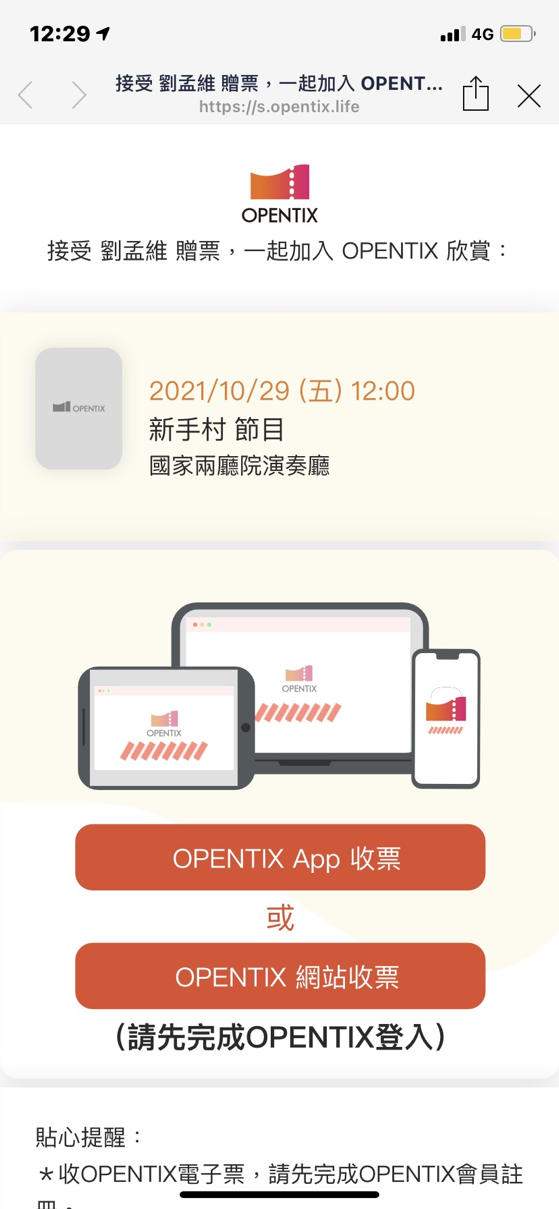 12:29
4G
接受 劉孟維 贈票，一起加入 OPENT...
https://s.opentix.life
OPENTIX
接受 劉孟維 贈票，一起加入 OPENTIX 欣賞：
OPENTIX
2021/10/29 (五) 12:00
新手村 節目
國家兩廳院演奏廳
OPENTIX
OPENTIX
OPENTIX App 收票
或
OPENTIX 網站收票
(請先完成OPENTIX登入)
貼心提醒：
＊收OPENTIX電子票，請先完成OPENTIX會員註
冊。